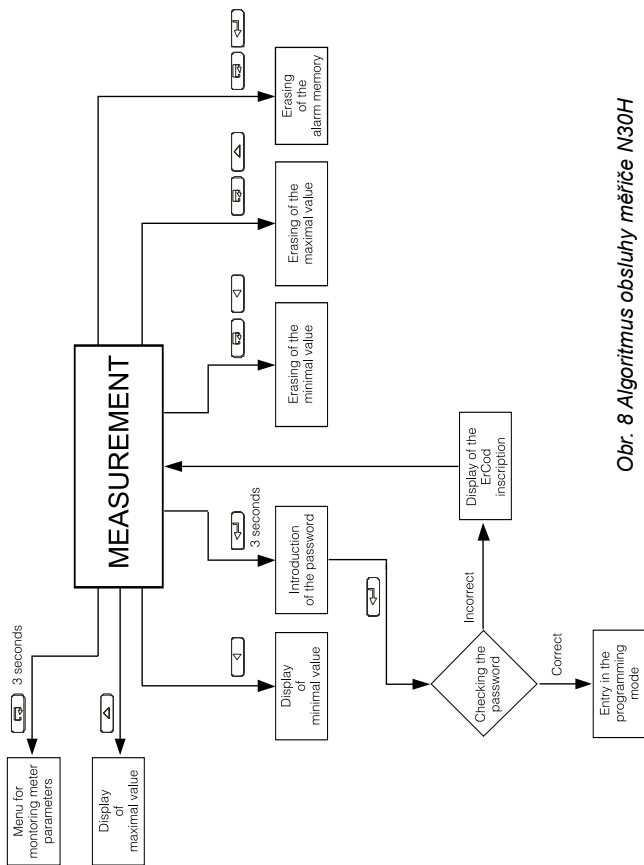 MEASUREMENT
3 seconds
Menu for
montoring meter
parameters
Display
of
maximal value
Display
of
minimal value
3 seconds
Introduction
of the password
Checking the
password
Incorrect
Display of the
ErCod
inscription
Correct
Entry in the
programming
mode
Erasing of the
minimal value
Erasing of the
maximal value
Erasing
of the
alarm memory
Obr. 8 Algoritmus obsluhy měřiče N30H